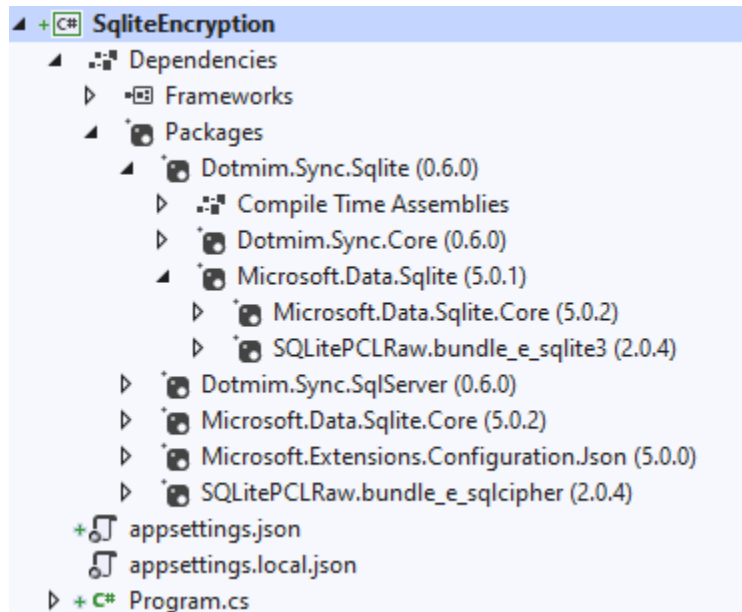 C# SqliteEncryption
Dependencies
Frameworks
Packages
Dotmim.Sync.Sqlite (0.6.0)
Compile Time Assemblies
Dotmim.Sync.Core (0.6.0)
Microsoft.Data.Sqlite (5.0.1)
Microsoft.Data.Sqlite.Core (5.0.2)
SQLitePCLRaw.bundle_e_sqlite3 (2.0.4)
Dotmim.Sync.SqlServer (0.6.0)
Microsoft.Data.Sqlite.Core (5.0.2)
Microsoft.Extensions.Configuration.Json (5.0.0)
SQLitePCLRaw.bundle_e_sqlcipher (2.0.4)
appsettings.json
appsettings.local.json
C# Program.cs